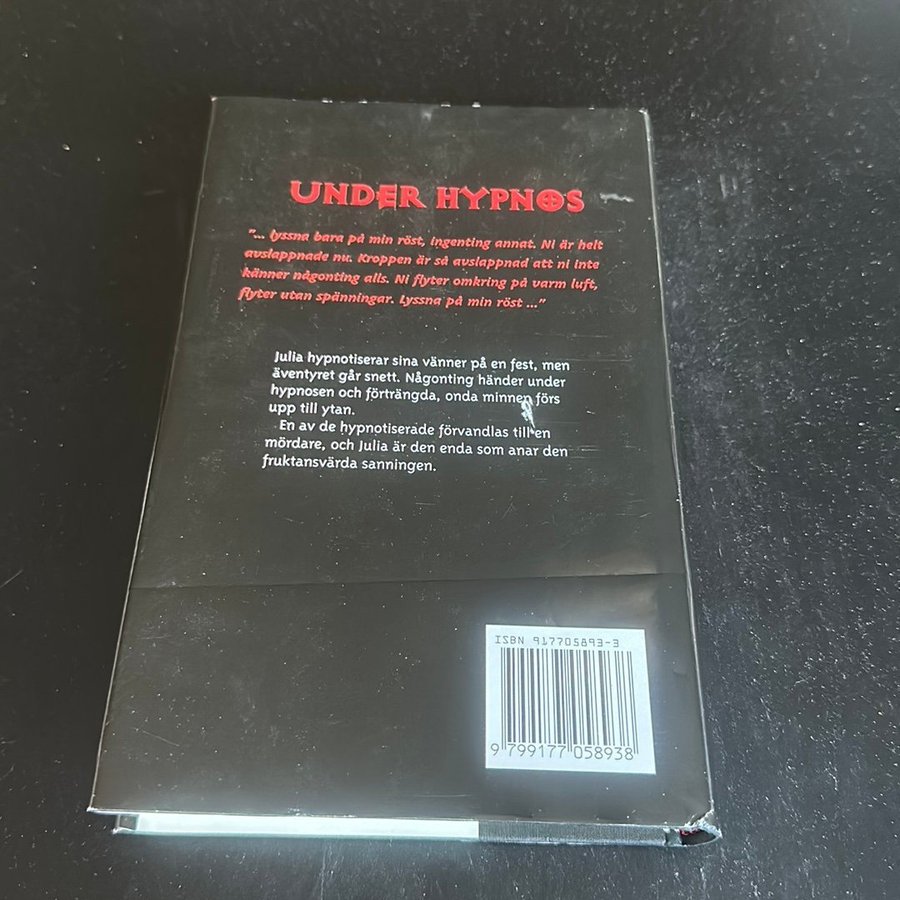 UNDER HYPNOS
"... lyssna bara på min röst, ingenting annat. Ni är helt
avslappnade nu. Kroppen är så avslappnad att ni inte
känner någonting alls. Ni flyter omkring på varm luft,
flyter utan spänningar. Lyssna på min röst ..."
Julia hypnotiserar sina vänner på en fest, men
äventyret går snett. Någonting händer under
hypnosen och förträngda, onda minnen förs
upp till ytan.
En av de hypnotiserade förvandlas till en
mördare, och Julia är den enda som anar den
fruktansvärda sanningen.
ISBN 917705893-3
9 799177 058938